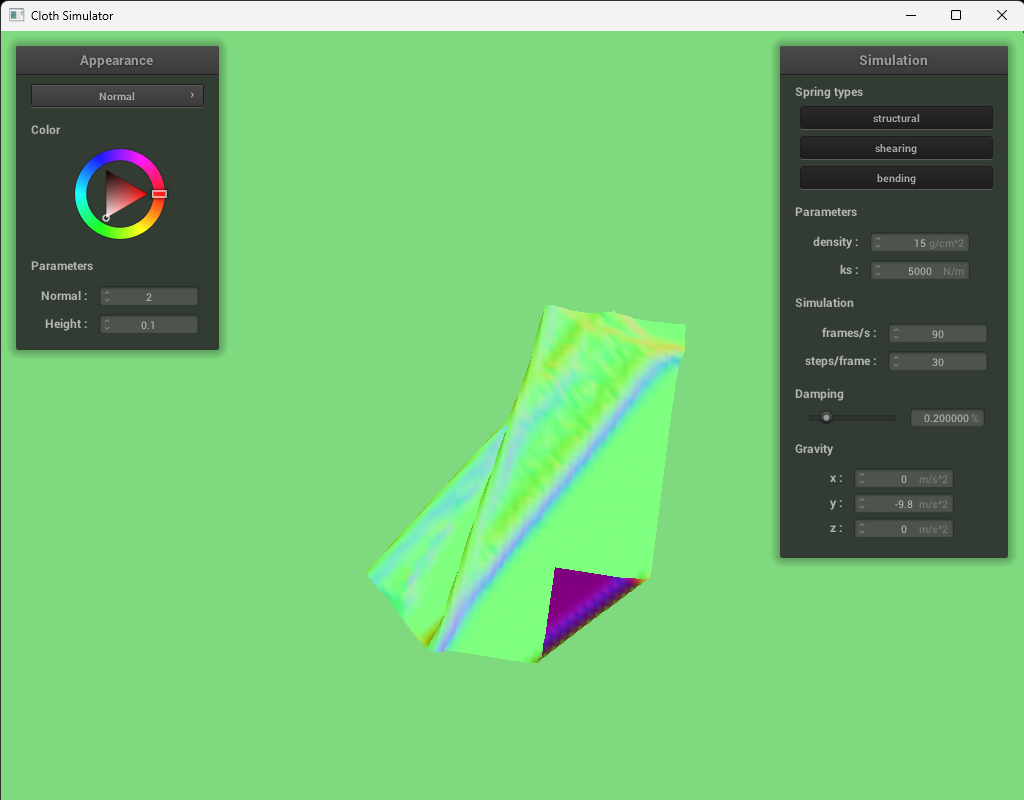 Cloth Simulator
Appearance
Normal
Color
Parameters
Normal : 2
Height : 0.1
Simulation
Spring types
structural
shearing
bending
Parameters
density : 15 g/cm^2
ks : 5000 N/m
Simulation
frames/s : 90
steps/frame : 30
Damping
0.200000 %
Gravity
x : 0 m/s^2
y : -9.8 m/s^2
z : 0 m/s^2